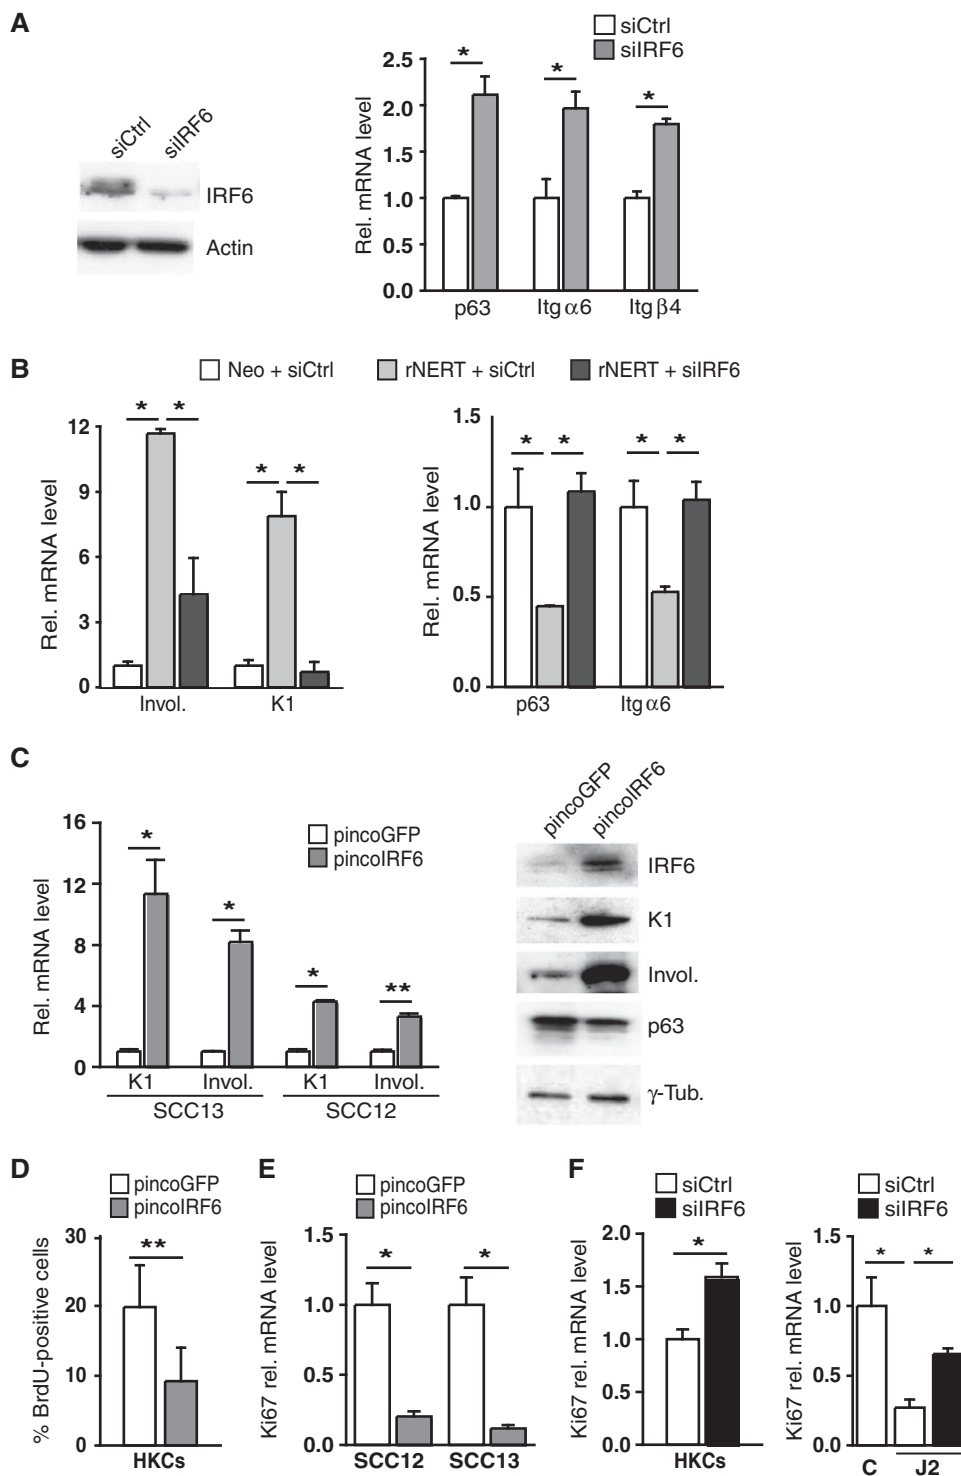 A
siCtrl
siIRF6
siCtrl
siIRF6
IRF6
Actin
Rel. mRNA level
2.5
2.0
1.5
1.0
0.5
0.0
* * *
p63 Itg α6 Itg β4
B
Neo + siCtrl rNERT + siCtrl rNERT + siIRF6
Rel. mRNA level
12
9
6
3
0
* * * *
Invol. K1
Rel. mRNA level
1.5
1.0
0.5
0.0
* * * *
p63 Itg α6
C
Rel. mRNA level
16
12
8
4
0
pincoGFP
pincoIRF6
* * * **
K1 Invol. K1 Invol.
SCC13 SCC12
pincoGFP
pincoIRF6
IRF6
K1
Invol.
p63
γ-Tub.
D
pincoGFP
pincoIRF6
% BrdU-positive cells
30
20
10
0
**
HKCs
E
pincoGFP
pincoIRF6
Ki67 rel. mRNA level
1.5
1.0
0.5
0.0
* *
SCC12 SCC13
F
siCtrl
siIRF6
Ki67 rel. mRNA level
2.0
1.5
1.0
0.5
0.0
*
HKCs
siCtrl
siIRF6
Ki67 rel. mRNA level
1.5
1.0
0.5
0.0
* *
C J2